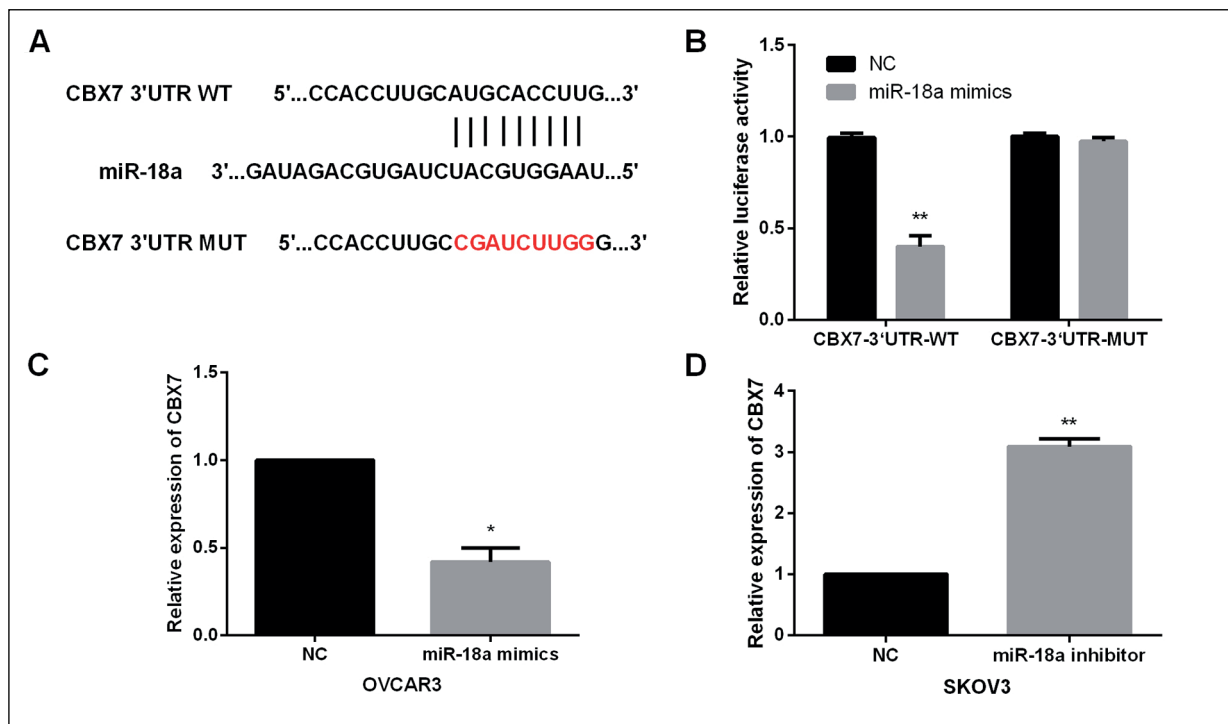 A
CBX7 3'UTR WT 5'...CCACCUUGCAUGCACCUUG...3'
miR-18a 3'...GAUAGACGUGAUCUACGUGGAAU...5'
CBX7 3'UTR MUT 5'...CCACCUUGCCGAUCUUGGG...3'
B
Relative luciferase activity
1.5
1.0
0.5
0.0
NC
miR-18a mimics
**
CBX7-3'UTR-WT CBX7-3'UTR-MUT
C
Relative expression of CBX7
1.5
1.0
0.5
0.0
*
NC miR-18a mimics
OVCAR3
D
Relative expression of CBX7
4
3
2
1
0
**
NC miR-18a inhibitor
SKOV3